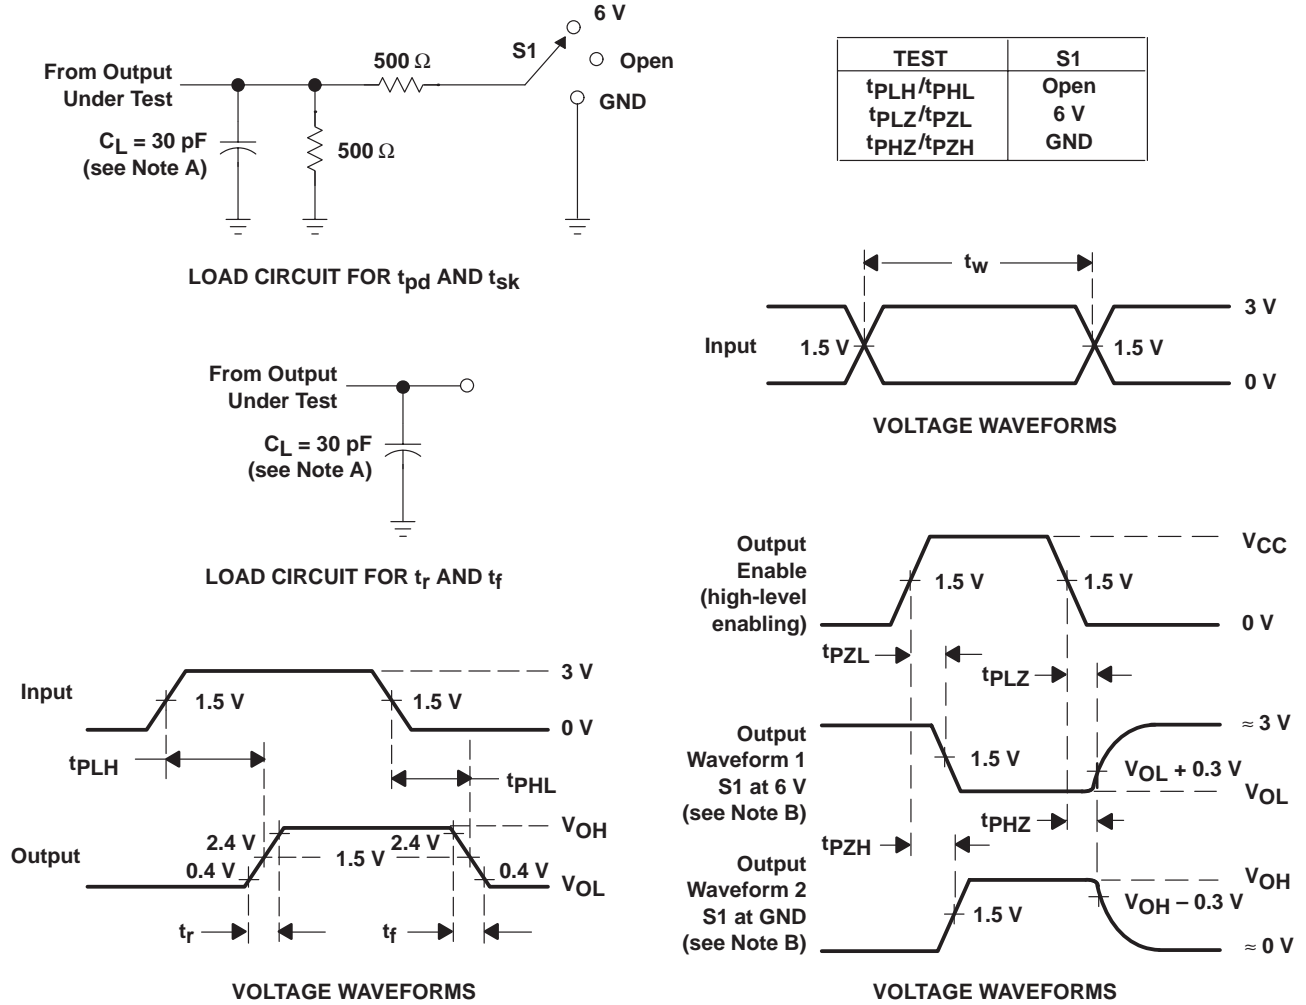 6 V
S1
500 Ω
Open
From Output
Under Test
GND
CL = 30 pF
(see Note A)
500 Ω
LOAD CIRCUIT FOR tpd AND tsk
TEST S1
tPLH/tPHL Open
tPLZ/tPZL 6 V
tPHZ/tPZH GND
tw
3 V
Input 1.5 V 1.5 V
0 V
VOLTAGE WAVEFORMS
From Output
Under Test
CL = 30 pF
(see Note A)
LOAD CIRCUIT FOR tr AND tf
3 V
Input 1.5 V 1.5 V
0 V
tPLH
tPHL
VOH
2.4 V 2.4 V
Output 1.5 V
0.4 V 0.4 V
VOL
tr tf
VOLTAGE WAVEFORMS
Output
Enable
(high-level
enabling)
VCC
1.5 V 1.5 V
0 V
tPZL
tPLZ
Output
Waveform 1
S1 at 6 V
(see Note B)
≈ 3 V
1.5 V
VOL + 0.3 V
VOL
tPHZ
tPZH
Output
Waveform 2
S1 at GND
(see Note B)
VOH
VOH − 0.3 V
1.5 V
≈ 0 V
VOLTAGE WAVEFORMS